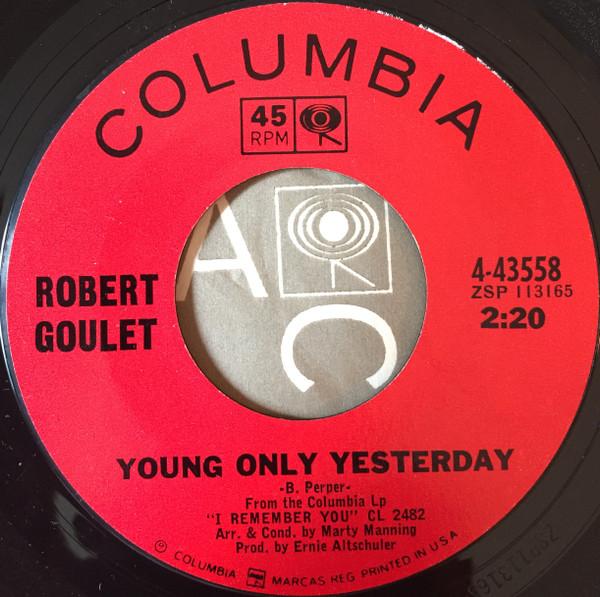 COLUMBIA
45
RPM
ROBERT
GOULET
A
C
4-43558
ZSP 113165
2:20
YOUNG ONLY YESTERDAY
-B. Perper-
From the Columbia Lp
"I REMEMBER YOU" CL 2482
Arr. & Cond. by Marty Manning
Prod. by Ernie Altschuler
℗ COLUMBIA MARCAS REG. PRINTED IN U.S.A.